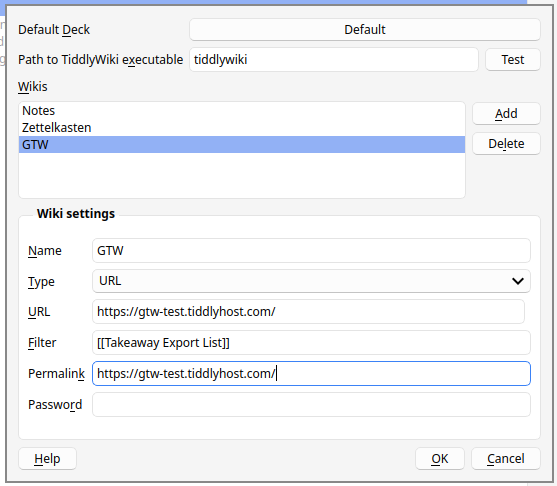 Default Deck Default
Path to TiddlyWiki executable tiddlywiki Test
Wikis
Notes
Zettelkasten
GTW
Add
Delete
Wiki settings
Name GTW
Type URL
URL https://gtw-test.tiddlyhost.com/
Filter [[Takeaway Export List]]
Permalink https://gtw-test.tiddlyhost.com/
Password
Help OK Cancel